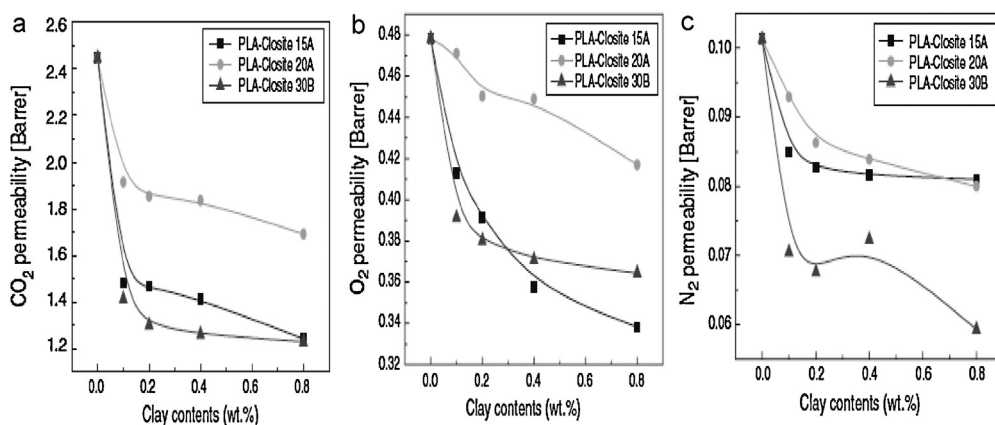 a
2.6
2.4
2.2
2.0
1.8
1.6
1.4
1.2
CO2 permeability [Barrer]
PLA-Closite 15A
PLA-Closite 20A
PLA-Closite 30B
0.0 0.2 0.4 0.6 0.8
Clay contents (wt.%)
b
0.48
0.46
0.44
0.42
0.40
0.38
0.36
0.34
0.32
O2 permeability [Barrer]
PLA-Closite 15A
PLA-Closite 20A
PLA-Closite 30B
0.0 0.2 0.4 0.6 0.8
Clay contents (wt.%)
c
0.10
0.09
0.08
0.07
0.06
N2 permeability [Barrer]
PLA-Closite 15A
PLA-Closite 20A
PLA-Closite 30B
0.0 0.2 0.4 0.6 0.8
Clay contents (wt.%)